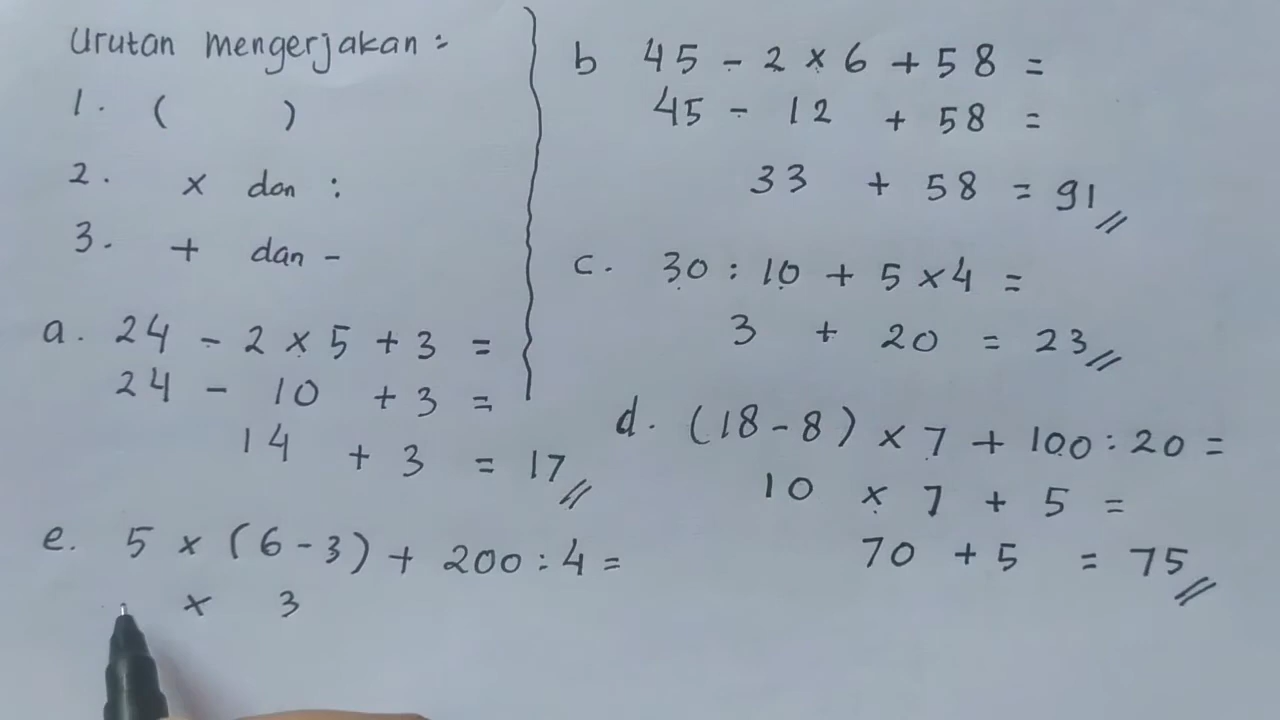 Urutan mengerjakan :
1. ( )
2. x dan :
3. + dan -
a. 24 - 2 x 5 + 3 =
24 - 10 + 3 =
14 + 3 = 17//
b 45 - 2 x 6 + 58 =
45 - 12 + 58 =
33 + 58 = 91//
c. 30 : 10 + 5 x 4 =
3 + 20 = 23//
d. (18 - 8) x 7 + 100 : 20 =
10 x 7 + 5 =
70 + 5 = 75//
e. 5 x (6 - 3) + 200 : 4 =
x 3